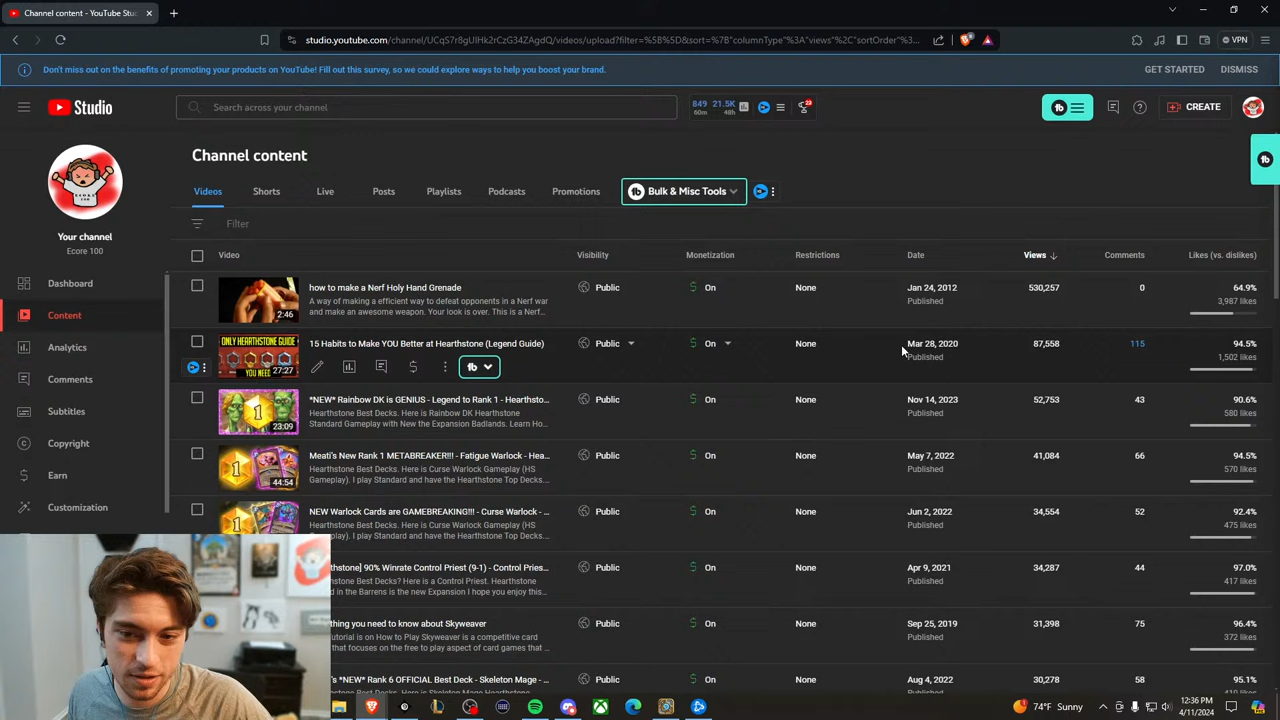 Channel content - YouTube Stu
studio.youtube.com/channel/UCqS7r8gUIHk2rCzG34ZAgdQ/videos/upload?filter=%5B%5D&sort=%7B"columnType"%3A"views"%2C"sortOrder"%...
VPN
Don't miss out on the benefits of promoting your products on YouTube! Fill out this survey, so we could explore ways to help you boost your brand.
GET STARTED DISMISS
Studio
Search across your channel
849 21.5K
60m 48h
23
CREATE
Channel content
Videos Shorts Live Posts Playlists Podcasts Promotions tb Bulk & Misc Tools
Filter
Your channel
Ecore 100
Dashboard
Content
Analytics
Comments
Subtitles
Copyright
Earn
Customization
Video Visibility Monetization Restrictions Date Views Comments Likes (vs. dislikes)
how to make a Nerf Holy Hand Grenade Public On None Jan 24, 2012 530,257 0 64.9%
A way of making a efficient way to defeat opponents in a Nerf war Published 3,987 likes
and make an awesome weapon. Your look is over. This is a Nerf...
2:46
15 Habits to Make YOU Better at Hearthstone (Legend Guide) Public On None Mar 28, 2020 87,558 115 94.5%
ONLY HEARTHSTONE GUIDE
YOU NEED
27:27
tb
Published 1,502 likes
*NEW* Rainbow DK is GENIUS - Legend to Rank 1 - Hearthsto... Public On None Nov 14, 2023 52,753 43 90.6%
Hearthstone Best Decks. Here is Rainbow DK Hearthstone Published 580 likes
Standard Gameplay with New the Expansion Badlands. Learn Ho...
1
23:09
Meati's New Rank 1 METABREAKER!!! - Fatigue Warlock - Hea... Public On None May 7, 2022 41,084 66 94.5%
Hearthstone Best Decks. Here is Curse Warlock Gameplay (HS Published 570 likes
Gameplay). I play Standard and have the Hearthstone Top Decks...
1
44:54
NEW Warlock Cards are GAMEBREAKING!!! - Curse Warlock - ... Public On None Jun 2, 2022 34,554 52 92.4%
Hearthstone Best Decks. Here is Curse Warlock Gameplay (HS Published 475 likes
Gameplay). I play Standard and have the Hearthstone Top Decks...
1
thstone] 90% Winrate Control Priest (9-1) - Control Priest... Public On None Apr 9, 2021 34,287 44 97.0%
stone Best Decks? Here is a Control Priest. Hearthstone Published 417 likes
d in the Barrens is the new Expansion I hope you enjoy this...
thing you need to know about Skyweaver Public On None Sep 25, 2019 31,398 75 96.4%
utorial is on How to Play Skyweaver is a competitive card Published 372 likes
that focuses on the free to play aspect of card games that ...
's *NEW* Rank 6 OFFICIAL Best Deck - Skeleton Mage - ... Public On None Aug 4, 2022 30,278 58 95.1%
74°F Sunny
12:36 PM
4/11/2024